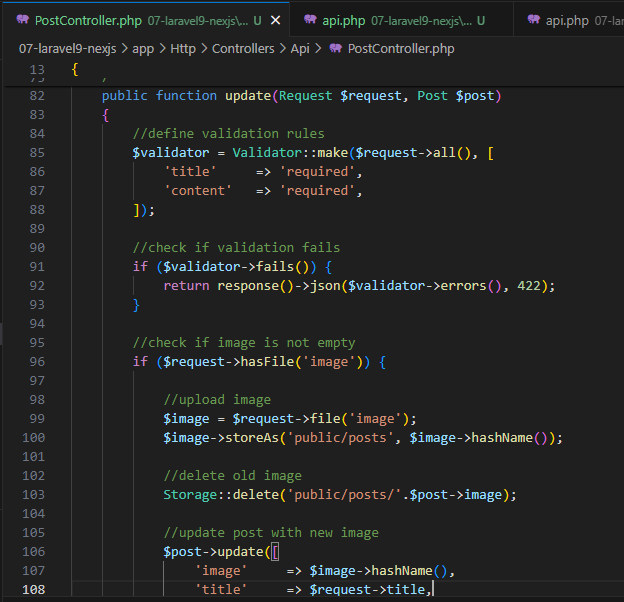 PostController.php 07-laravel9-nexjs\... U
api.php 07-laravel9-nexjs\... U
api.php 07-lar
07-laravel9-nexjs > app > Http > Controllers > Api > PostController.php
13 {
82 public function update(Request $request, Post $post)
83 {
84 //define validation rules
85 $validator = Validator::make($request->all(), [
86 'title' => 'required',
87 'content' => 'required',
88 ]);
89
90 //check if validation fails
91 if ($validator->fails()) {
92 return response()->json($validator->errors(), 422);
93 }
94
95 //check if image is not empty
96 if ($request->hasFile('image')) {
97
98 //upload image
99 $image = $request->file('image');
100 $image->storeAs('public/posts', $image->hashName());
101
102 //delete old image
103 Storage::delete('public/posts/'.$post->image);
104
105 //update post with new image
106 $post->update([
107 'image' => $image->hashName(),
108 'title' => $request->title,